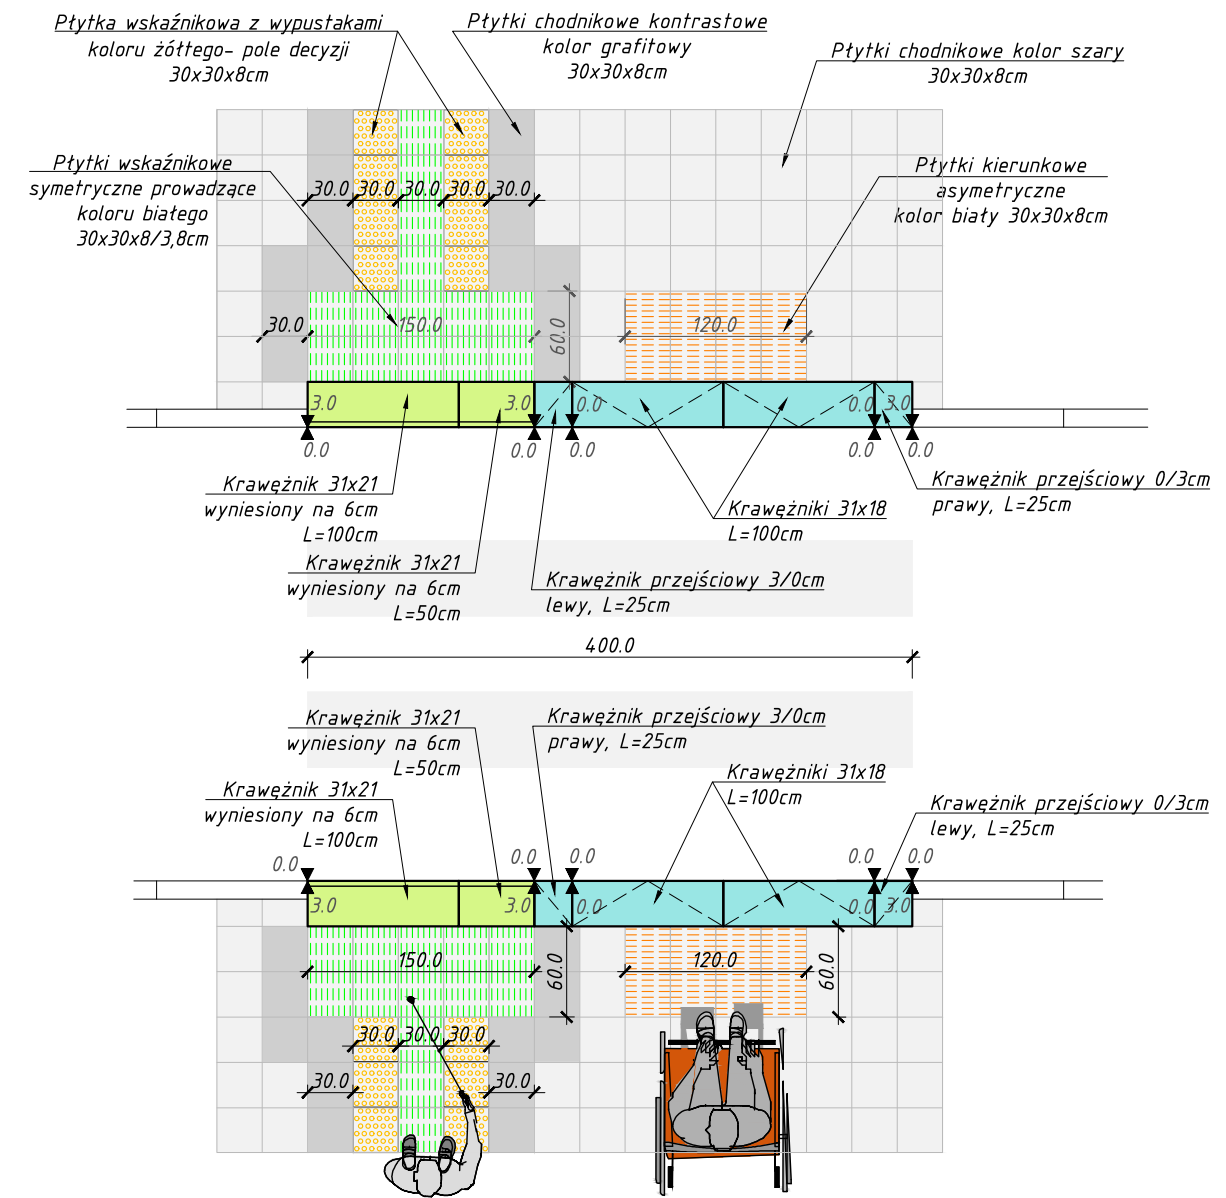 Płytka wskaźnikowa z wypustakami
koloru żółtego- pole decyzji
30x30x8cm
Płytki chodnikowe kontrastowe
kolor grafitowy
30x30x8cm
Płytki chodnikowe kolor szary
30x30x8cm
Płytki wskaźnikowe
symetryczne prowadzące
koloru białego
30x30x8/3,8cm
Płytki kierunkowe
asymetryczne
kolor biały 30x30x8cm
30.0 30.0 30.0 30.0 30.0
30.0 150.0 60.0 120.0
3.0 3.0 0.0 0.0 3.0
0.0 0.0 0.0 0.0 0.0
Krawężnik 31x21
wyniesiony na 6cm
L=100cm
Krawężnik 31x21
wyniesiony na 6cm
L=50cm
Krawężnik przejściowy 3/0cm
lewy, L=25cm
Krawężniki 31x18
L=100cm
Krawężnik przejściowy 0/3cm
prawy, L=25cm
400.0
Krawężnik 31x21
wyniesiony na 6cm
L=50cm
Krawężnik przejściowy 3/0cm
prawy, L=25cm
Krawężnik 31x21
wyniesiony na 6cm
L=100cm
Krawężniki 31x18
L=100cm
Krawężnik przejściowy 0/3cm
lewy, L=25cm
0.0 0.0 0.0 0.0 0.0
3.0 3.0 0.0 0.0 3.0
150.0 60.0 120.0 60.0
30.0 30.0 30.0
30.0 30.0